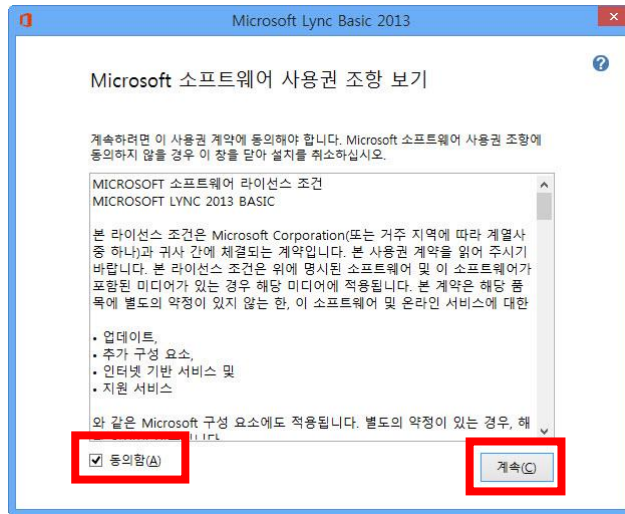 Microsoft Lync Basic 2013
Microsoft 소프트웨어 사용권 조항 보기
계속하려면 이 사용권 계약에 동의해야 합니다. Microsoft 소프트웨어 사용권 조항에
동의하지 않을 경우 이 창을 닫아 설치를 취소하십시오.
MICROSOFT 소프트웨어 라이선스 조건
MICROSOFT LYNC 2013 BASIC
본 라이선스 조건은 Microsoft Corporation(또는 거주 지역에 따라 계열사
중 하나)과 귀사 간에 체결되는 계약입니다. 본 사용권 계약을 읽어 주시기
바랍니다. 본 라이선스 조건은 위에 명시된 소프트웨어 및 이 소프트웨어가
포함된 미디어가 있는 경우 해당 미디어에 적용됩니다. 본 계약은 해당 품
목에 별도의 약정이 있지 않는 한, 이 소프트웨어 및 온라인 서비스에 대한
• 업데이트,
• 추가 구성 요소,
• 인터넷 기반 서비스 및
• 지원 서비스
와 같은 Microsoft 구성 요소에도 적용됩니다. 별도의 약정이 있는 경우, 해
동의함(A)
계속(C)